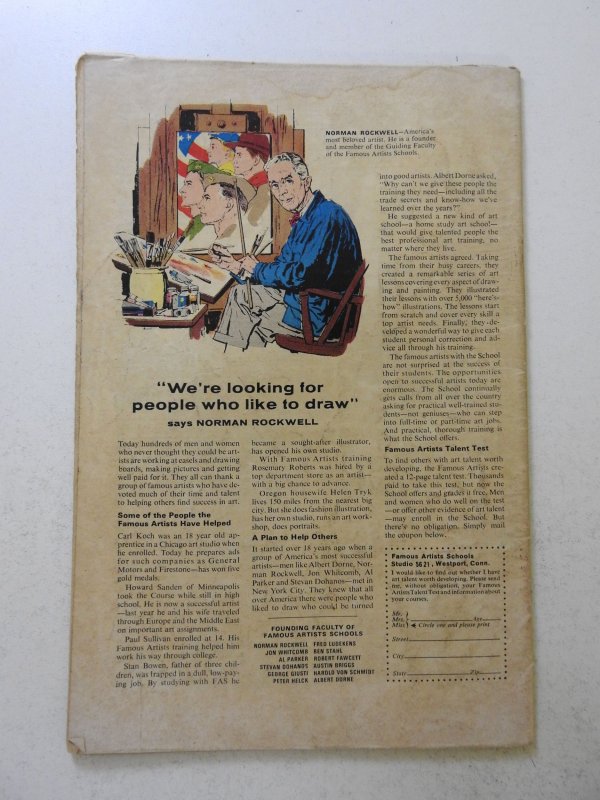 NORMAN ROCKWELL—America's
most beloved artist. He is a founder
and member of the Guiding Faculty
of the Famous Artists Schools.
"We're looking for
people who like to draw"
says NORMAN ROCKWELL
Today hundreds of men and women
who never thought they could be art-
ists are working at easels and drawing
boards, making pictures and getting
well paid for it. They all can thank a
group of famous artists who have de-
voted much of their time and talent
to helping others find success in art.
Some of the People the
Famous Artists Have Helped
Carl Koch was an 18 year old ap-
prentice in a Chicago art studio when
he enrolled. Today he prepares ads
for such companies as General
Motors and Firestone—has won five
gold medals.
Howard Sanden of Minneapolis
took the Course while still in high
school. He is now a successful artist
—last year he and his wife traveled
through Europe and the Middle East
on important art assignments.
Paul Sullivan enrolled at 14. His
Famous Artists training helped him
work his way through college.
Stan Bowen, father of three chil-
dren, was trapped in a dull, low-pay-
ing job. By studying with FAS he
became a sought-after illustrator,
has opened his own studio.
With Famous Artists training
Rosemary Roberts was hired by a
top department store as an artist—
with a big chance to advance.
Oregon housewife Helen Tryk
lives 150 miles from the nearest big
city. But she does fashion illustration,
has her own studio, runs an art work-
shop, does portraits.
A Plan to Help Others
It started over 18 years ago when a
group of America's most successful
artists—men like Albert Dorne, Nor-
man Rockwell, Jon Whitcomb, Al
Parker and Stevan Dohanos—met in
New York City. They knew that all
over America there were people who
liked to draw who could be turned
into good artists. Albert Dorne asked,
"Why can't we give these people the
training they need—including all the
trade secrets and know-how we've
learned over the years?"
He suggested a new kind of art
school—a home study art school—
that would give talented people the
best professional art training, no
matter where they live.
The famous artists agreed. Taking
time from their busy careers, they
created a remarkable series of art
lessons covering every aspect of draw-
ing and painting. They illustrated
their lessons with over 5,000 "here's-
how" illustrations. The lessons start
from scratch and cover every skill a
top artist needs. Finally, they de-
veloped a wonderful way to give each
student personal correction and ad-
vice all through his training.
The famous artists with the School
are not surprised at the success of
their students. The opportunities
open to successful artists today are
enormous. The School continually
gets calls from all over the country
asking for practical well-trained stu-
dents—not geniuses—who can step
into full-time or part-time art jobs.
And practical, thorough training is
what the School offers.
Famous Artists Talent Test
To find others with art talent worth
developing, the Famous Artists cre-
ated a 12-page talent test. Thousands
paid to take this test, but now the
School offers and grades it free. Men
and women who do well on the test
—or offer other evidence of art talent
—may enroll in the School. But
there's no obligation. Simply mail
the coupon below.
FOUNDING FACULTY OF
FAMOUS ARTISTS SCHOOLS
NORMAN ROCKWELL FRED LUDEKENS
JON WHITCOMB BEN STAHL
AL PARKER ROBERT FAWCETT
STEVAN DOHANOS AUSTIN BRIGGS
GEORGE GIUSTI HAROLD VON SCHMIDT
PETER HELCK ALBERT DORNE
Famous Artists Schools
Studio 5621, Westport, Conn.
I would like to find out whether I have
art talent worth developing. Please send
me, without obligation, your Famous
Artists Talent Test and information about
your courses.
Mr.
Mrs. Age
Miss Circle one and please print
Street
City
State Zip